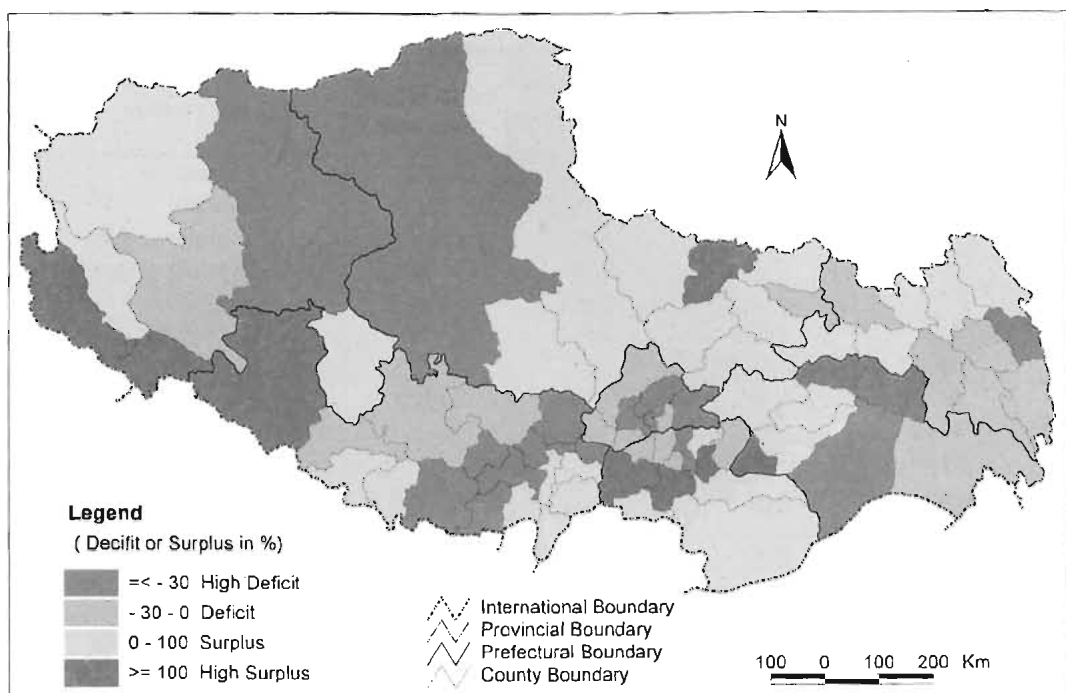 N
Legend
( Decifit or Surplus in %)
=< - 30 High Deficit
- 30 - 0 Deficit
0 - 100 Surplus
>= 100 High Surplus
International Boundary
Provincial Boundary
Prefectural Boundary
County Boundary
100 0 100 200 Km